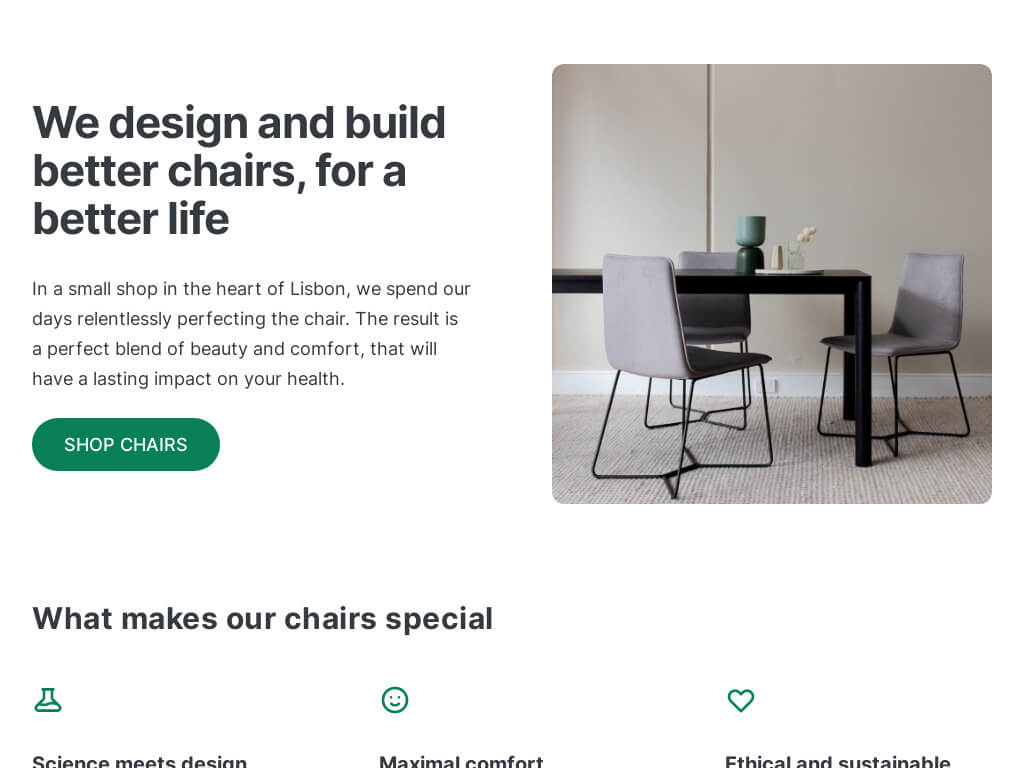 We design and build
better chairs, for a
better life
In a small shop in the heart of Lisbon, we spend our
days relentlessly perfecting the chair. The result is
a perfect blend of beauty and comfort, that will
have a lasting impact on your health.
SHOP CHAIRS
What makes our chairs special
Science meets design
Maximal comfort
Ethical and sustainable